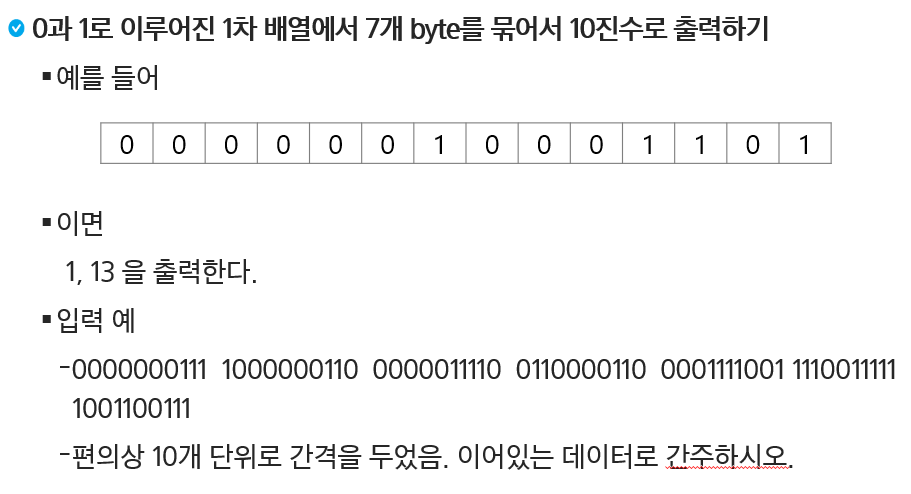 0과 1로 이루어진 1차 배열에서 7개 byte를 묶어서 10진수로 출력하기
▪예를 들어
0 0 0 0 0 0 1 0 0 0 1 1 0 1
▪이면
1, 13 을 출력한다.
▪입력 예
-0000000111 1000000110 0000011110 0110000110 0001111001 1110011111
1001100111
-편의상 10개 단위로 간격을 두었음. 이어있는 데이터로 간주하시오.